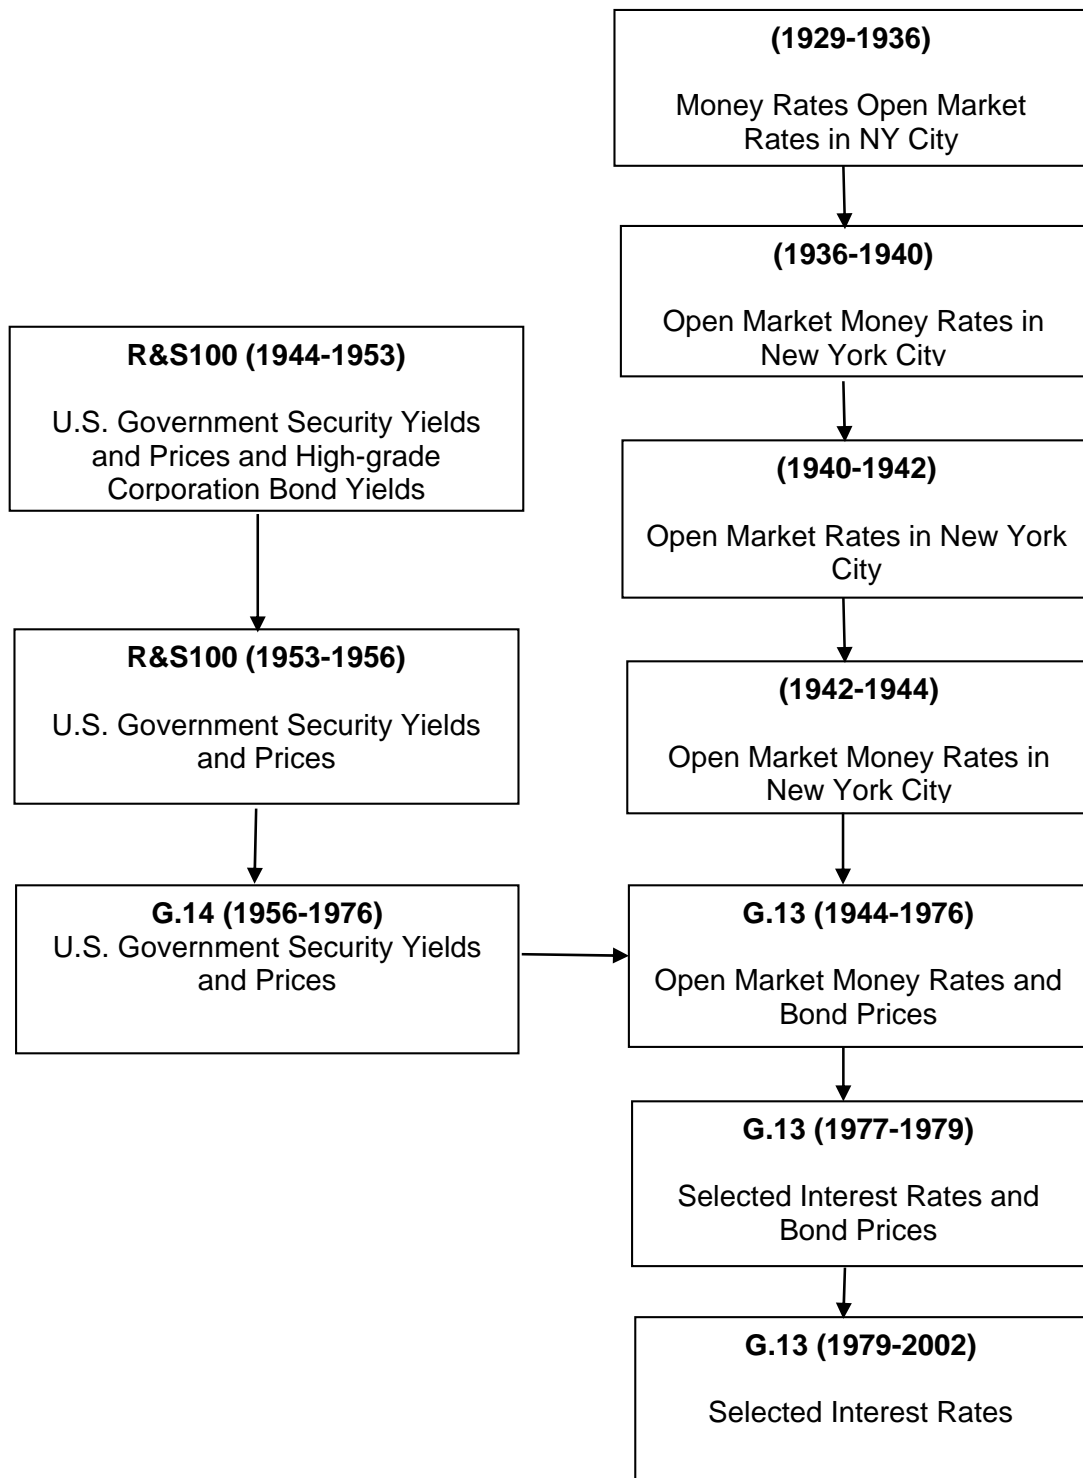 (1929-1936)
Money Rates Open Market
Rates in NY City
(1936-1940)
Open Market Money Rates in
New York City
R&S100 (1944-1953)
U.S. Government Security Yields
and Prices and High-grade
Corporation Bond Yields
(1940-1942)
Open Market Rates in New York
City
R&S100 (1953-1956)
U.S. Government Security Yields
and Prices
(1942-1944)
Open Market Money Rates in
New York City
G.14 (1956-1976)
U.S. Government Security Yields
and Prices
G.13 (1944-1976)
Open Market Money Rates and
Bond Prices
G.13 (1977-1979)
Selected Interest Rates and
Bond Prices
G.13 (1979-2002)
Selected Interest Rates